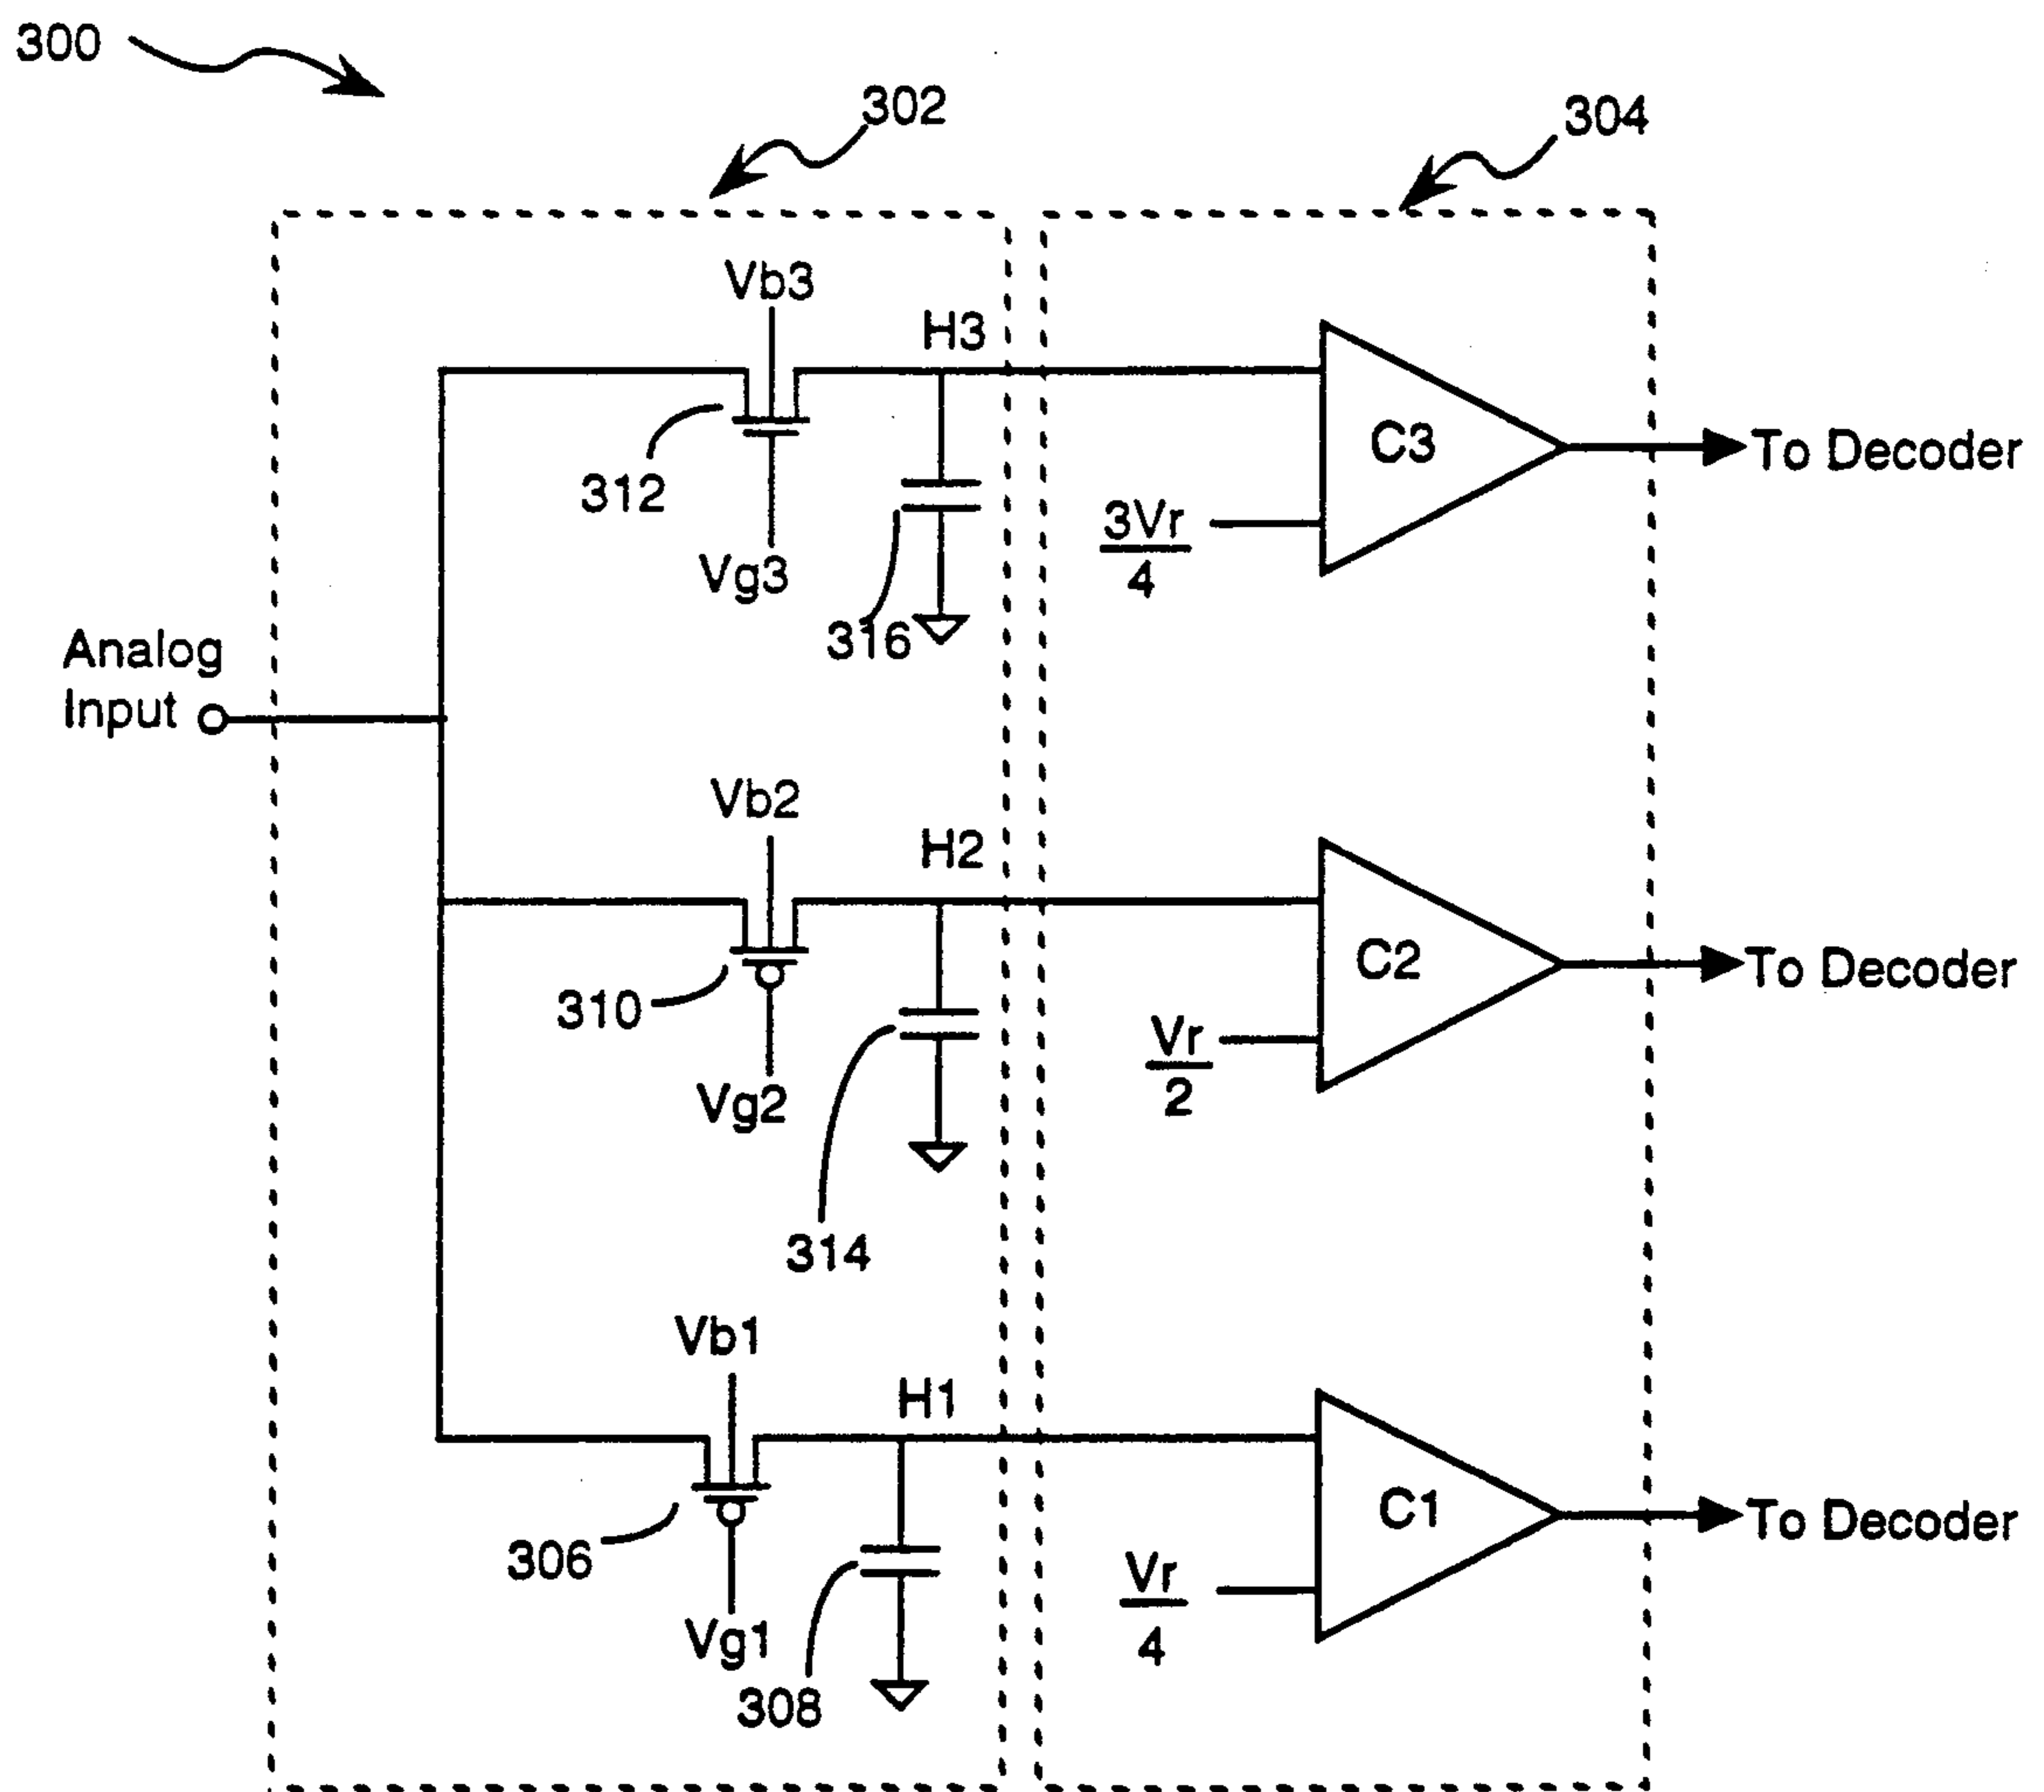 300
302
304
Vb3
H3
C3
To Decoder
312
3Vr
4
Vg3
316
Analog
Input
Vb2
H2
C2
To Decoder
310
Vr
2
Vg2
314
Vb1
H1
C1
To Decoder
306
Vr
4
Vg1
308